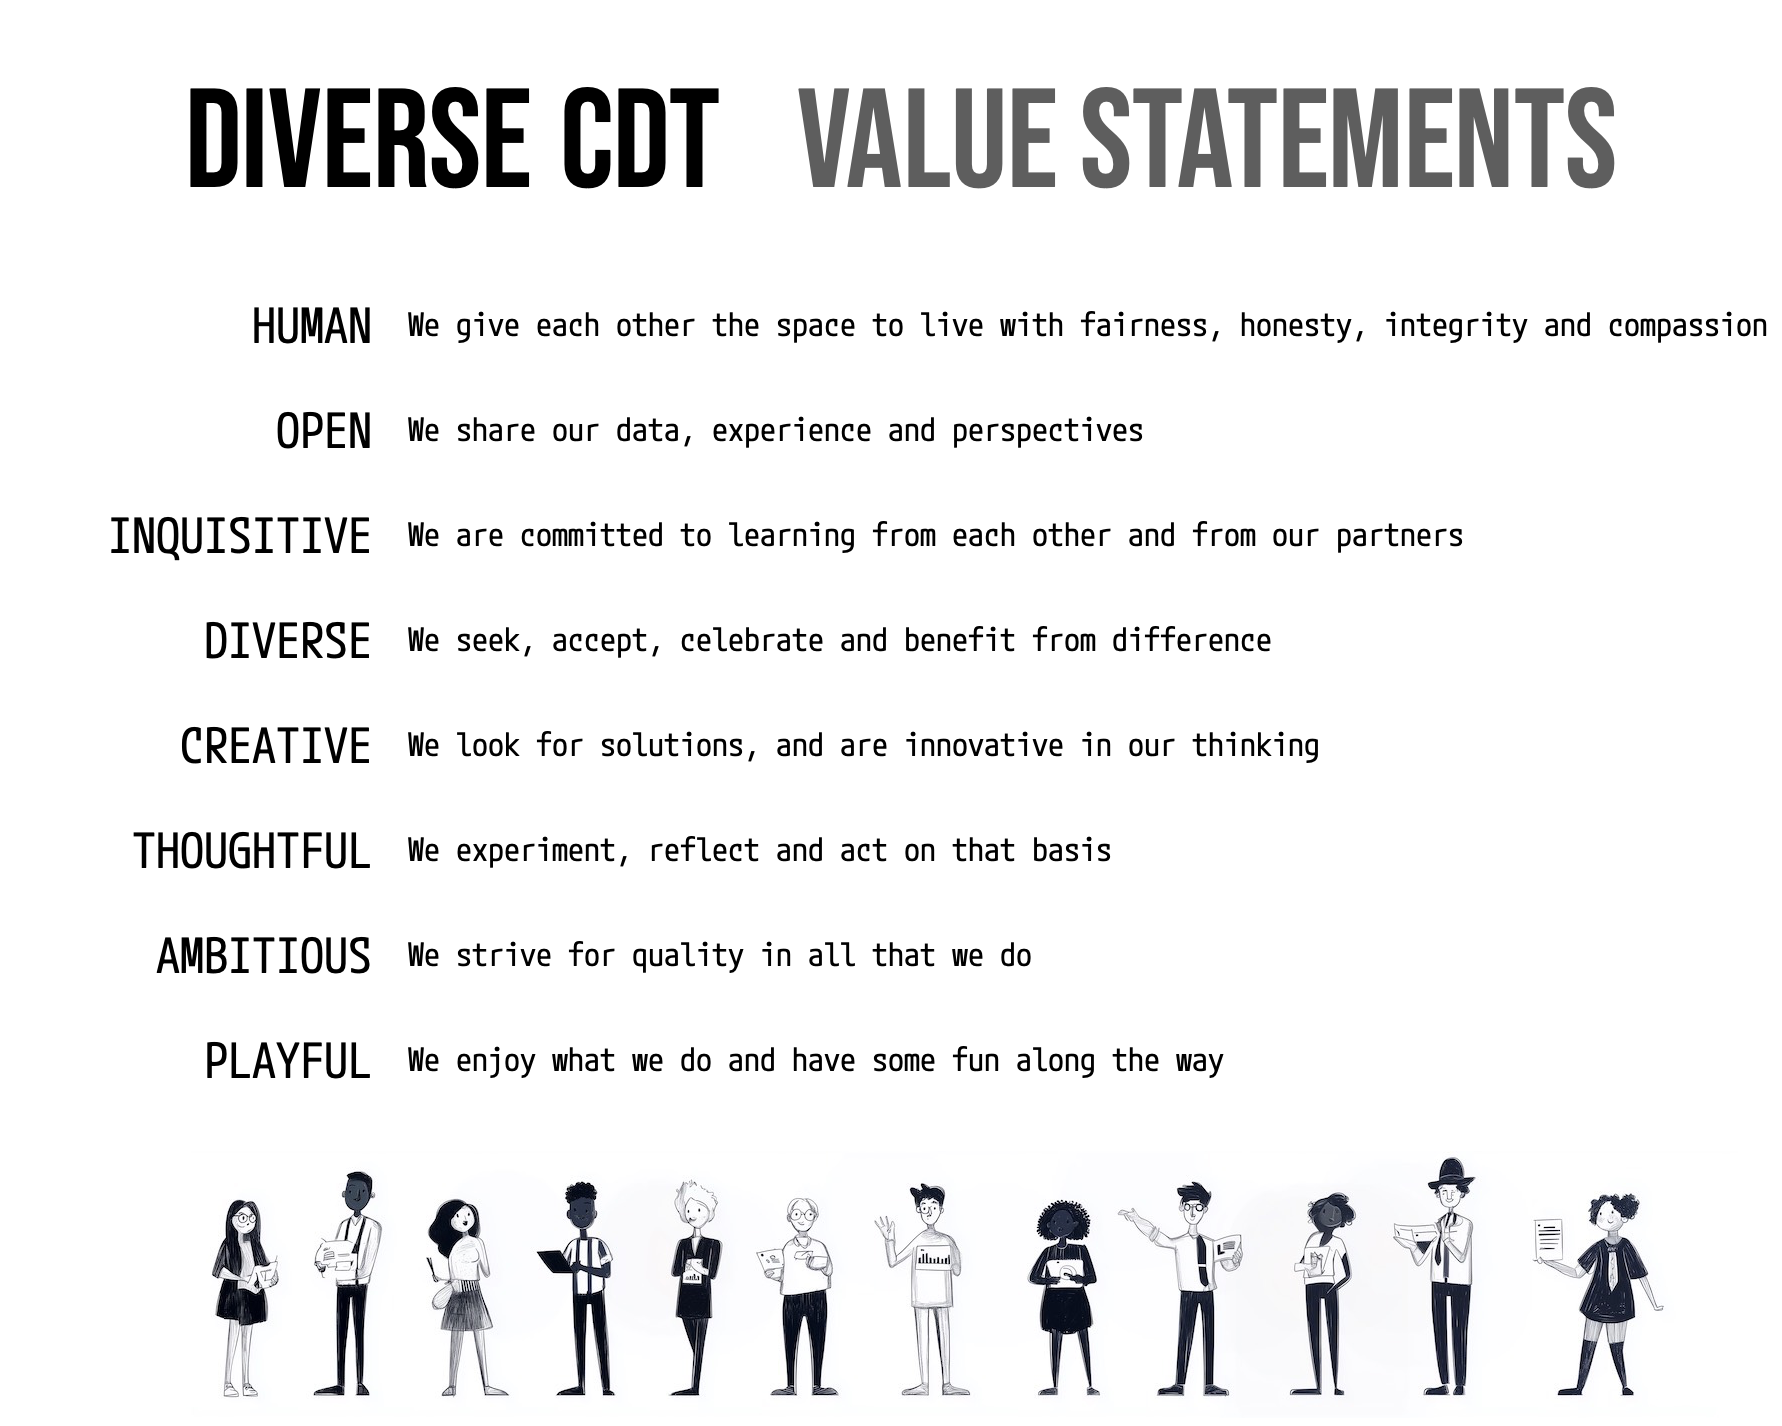 DIVERSE CDT VALUE STATEMENTS
HUMAN We give each other the space to live with fairness, honesty, integrity and compassion
OPEN We share our data, experience and perspectives
INQUISITIVE We are committed to learning from each other and from our partners
DIVERSE We seek, accept, celebrate and benefit from difference
CREATIVE We look for solutions, and are innovative in our thinking
THOUGHTFUL We experiment, reflect and act on that basis
AMBITIOUS We strive for quality in all that we do
PLAYFUL We enjoy what we do and have some fun along the way